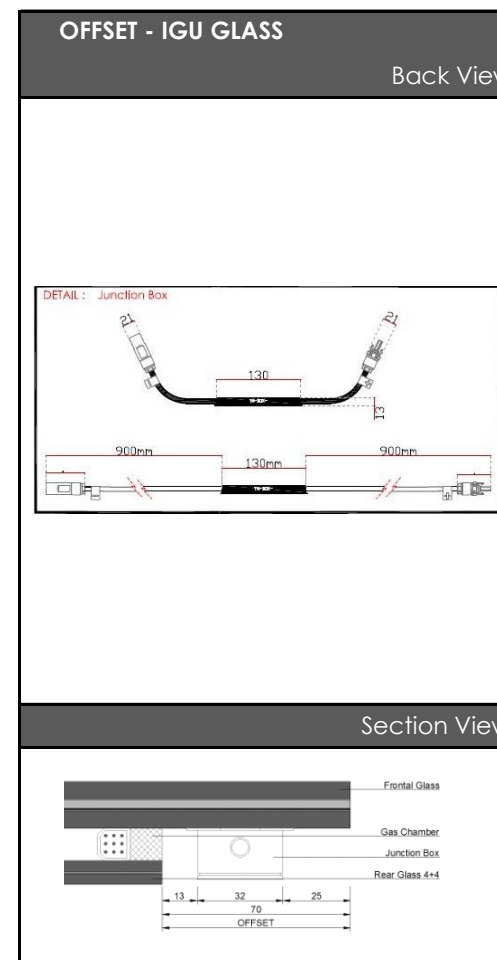 OFFSET - IGU GLASS
Back View
DETAIL : Junction Box
21
21
130
13
900mm
130mm
900mm
Section View
Frontal Glass
Gas Chamber
Junction Box
Rear Glass 4+4
13 32 25
70
OFFSET